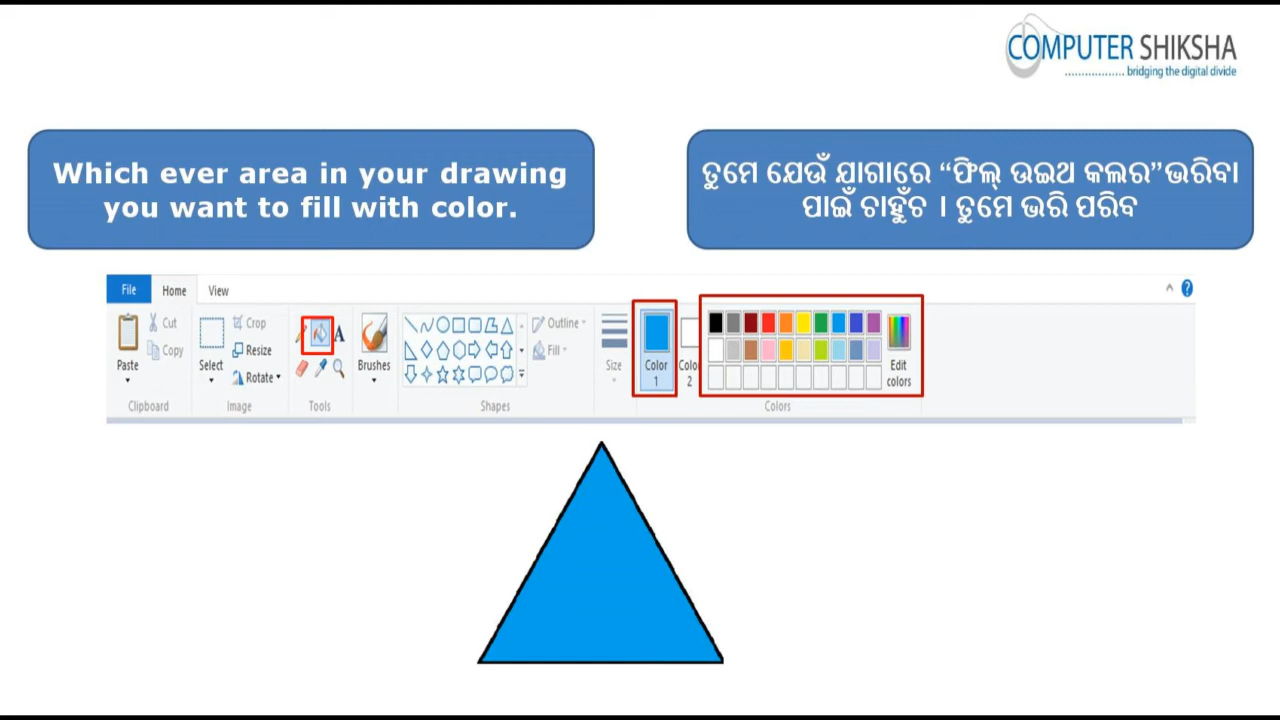 COMPUTER SHIKSHA
bridging the digital divide
Which ever area in your drawing
you want to fill with color.
ତୁମେ ଯେଉଁ ଯାଗାରେ “ଫିଲ୍ ଉଇଥ କଲର”ଭରିବା
ପାଇଁ ଚାହୁଁଚ । ତୁମେ ଭରି ପରିବ
File Home View
Cut Crop A Outline
Copy Resize Fill
Paste Select Rotate Brushes Size Color Colo Edit
1 2 colors
Clipboard Image Tools Shapes Colors